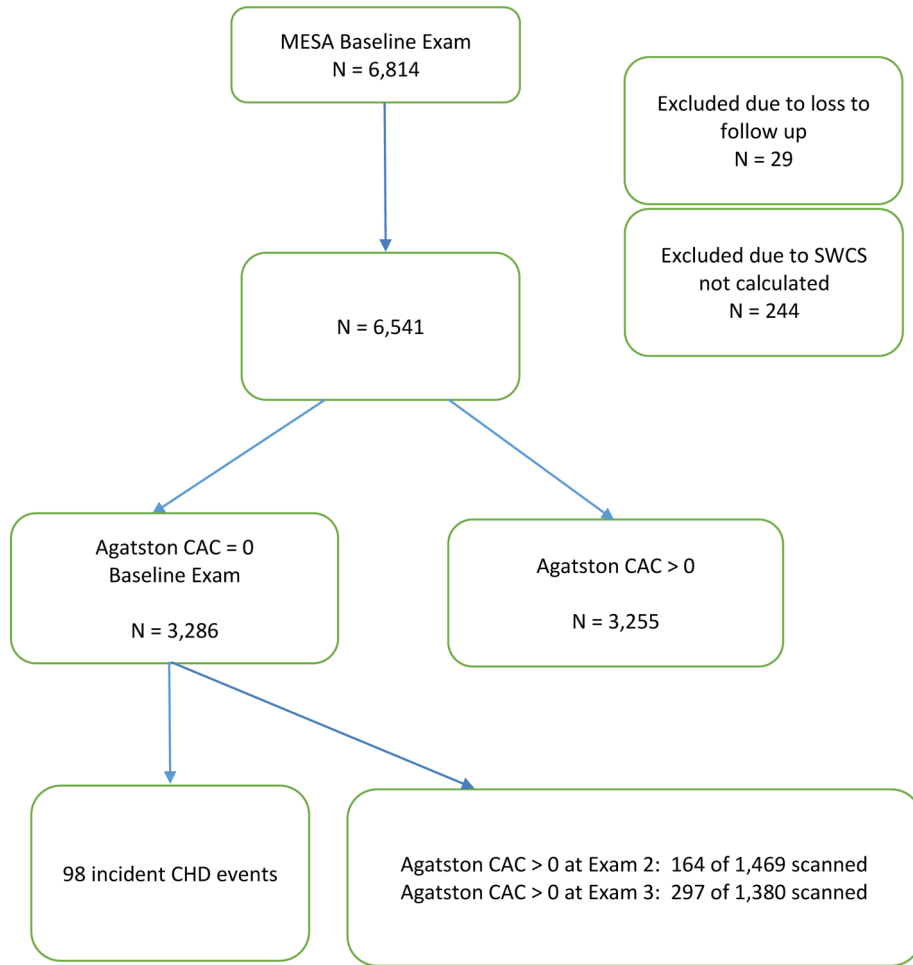 MESA Baseline Exam
N = 6,814
Excluded due to loss to
follow up
N = 29
Excluded due to SWCS
not calculated
N = 244
N = 6,541
Agatston CAC = 0
Baseline Exam
N = 3,286
Agatston CAC > 0
N = 3,255
98 incident CHD events
Agatston CAC > 0 at Exam 2: 164 of 1,469 scanned
Agatston CAC > 0 at Exam 3: 297 of 1,380 scanned